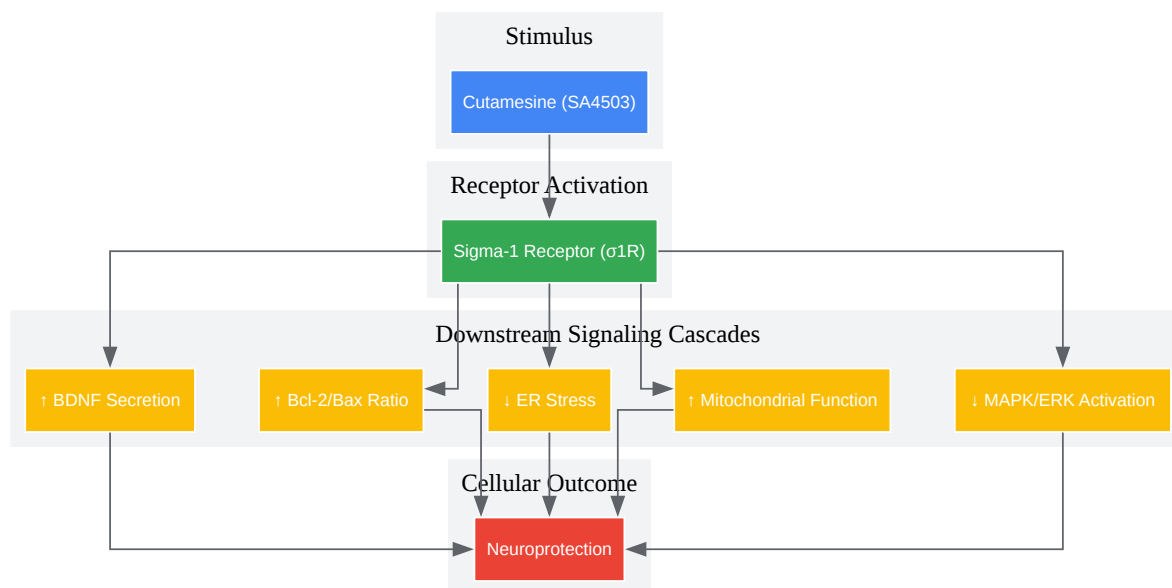 Stimulus
Cutamesine (SA4503)
Receptor Activation
Sigma-1 Receptor (σ1R)
Downstream Signaling Cascades
↑ BDNF Secretion
↑ Bcl-2/Bax Ratio
↓ ER Stress
↑ Mitochondrial Function
↓ MAPK/ERK Activation
Cellular Outcome
Neuroprotection